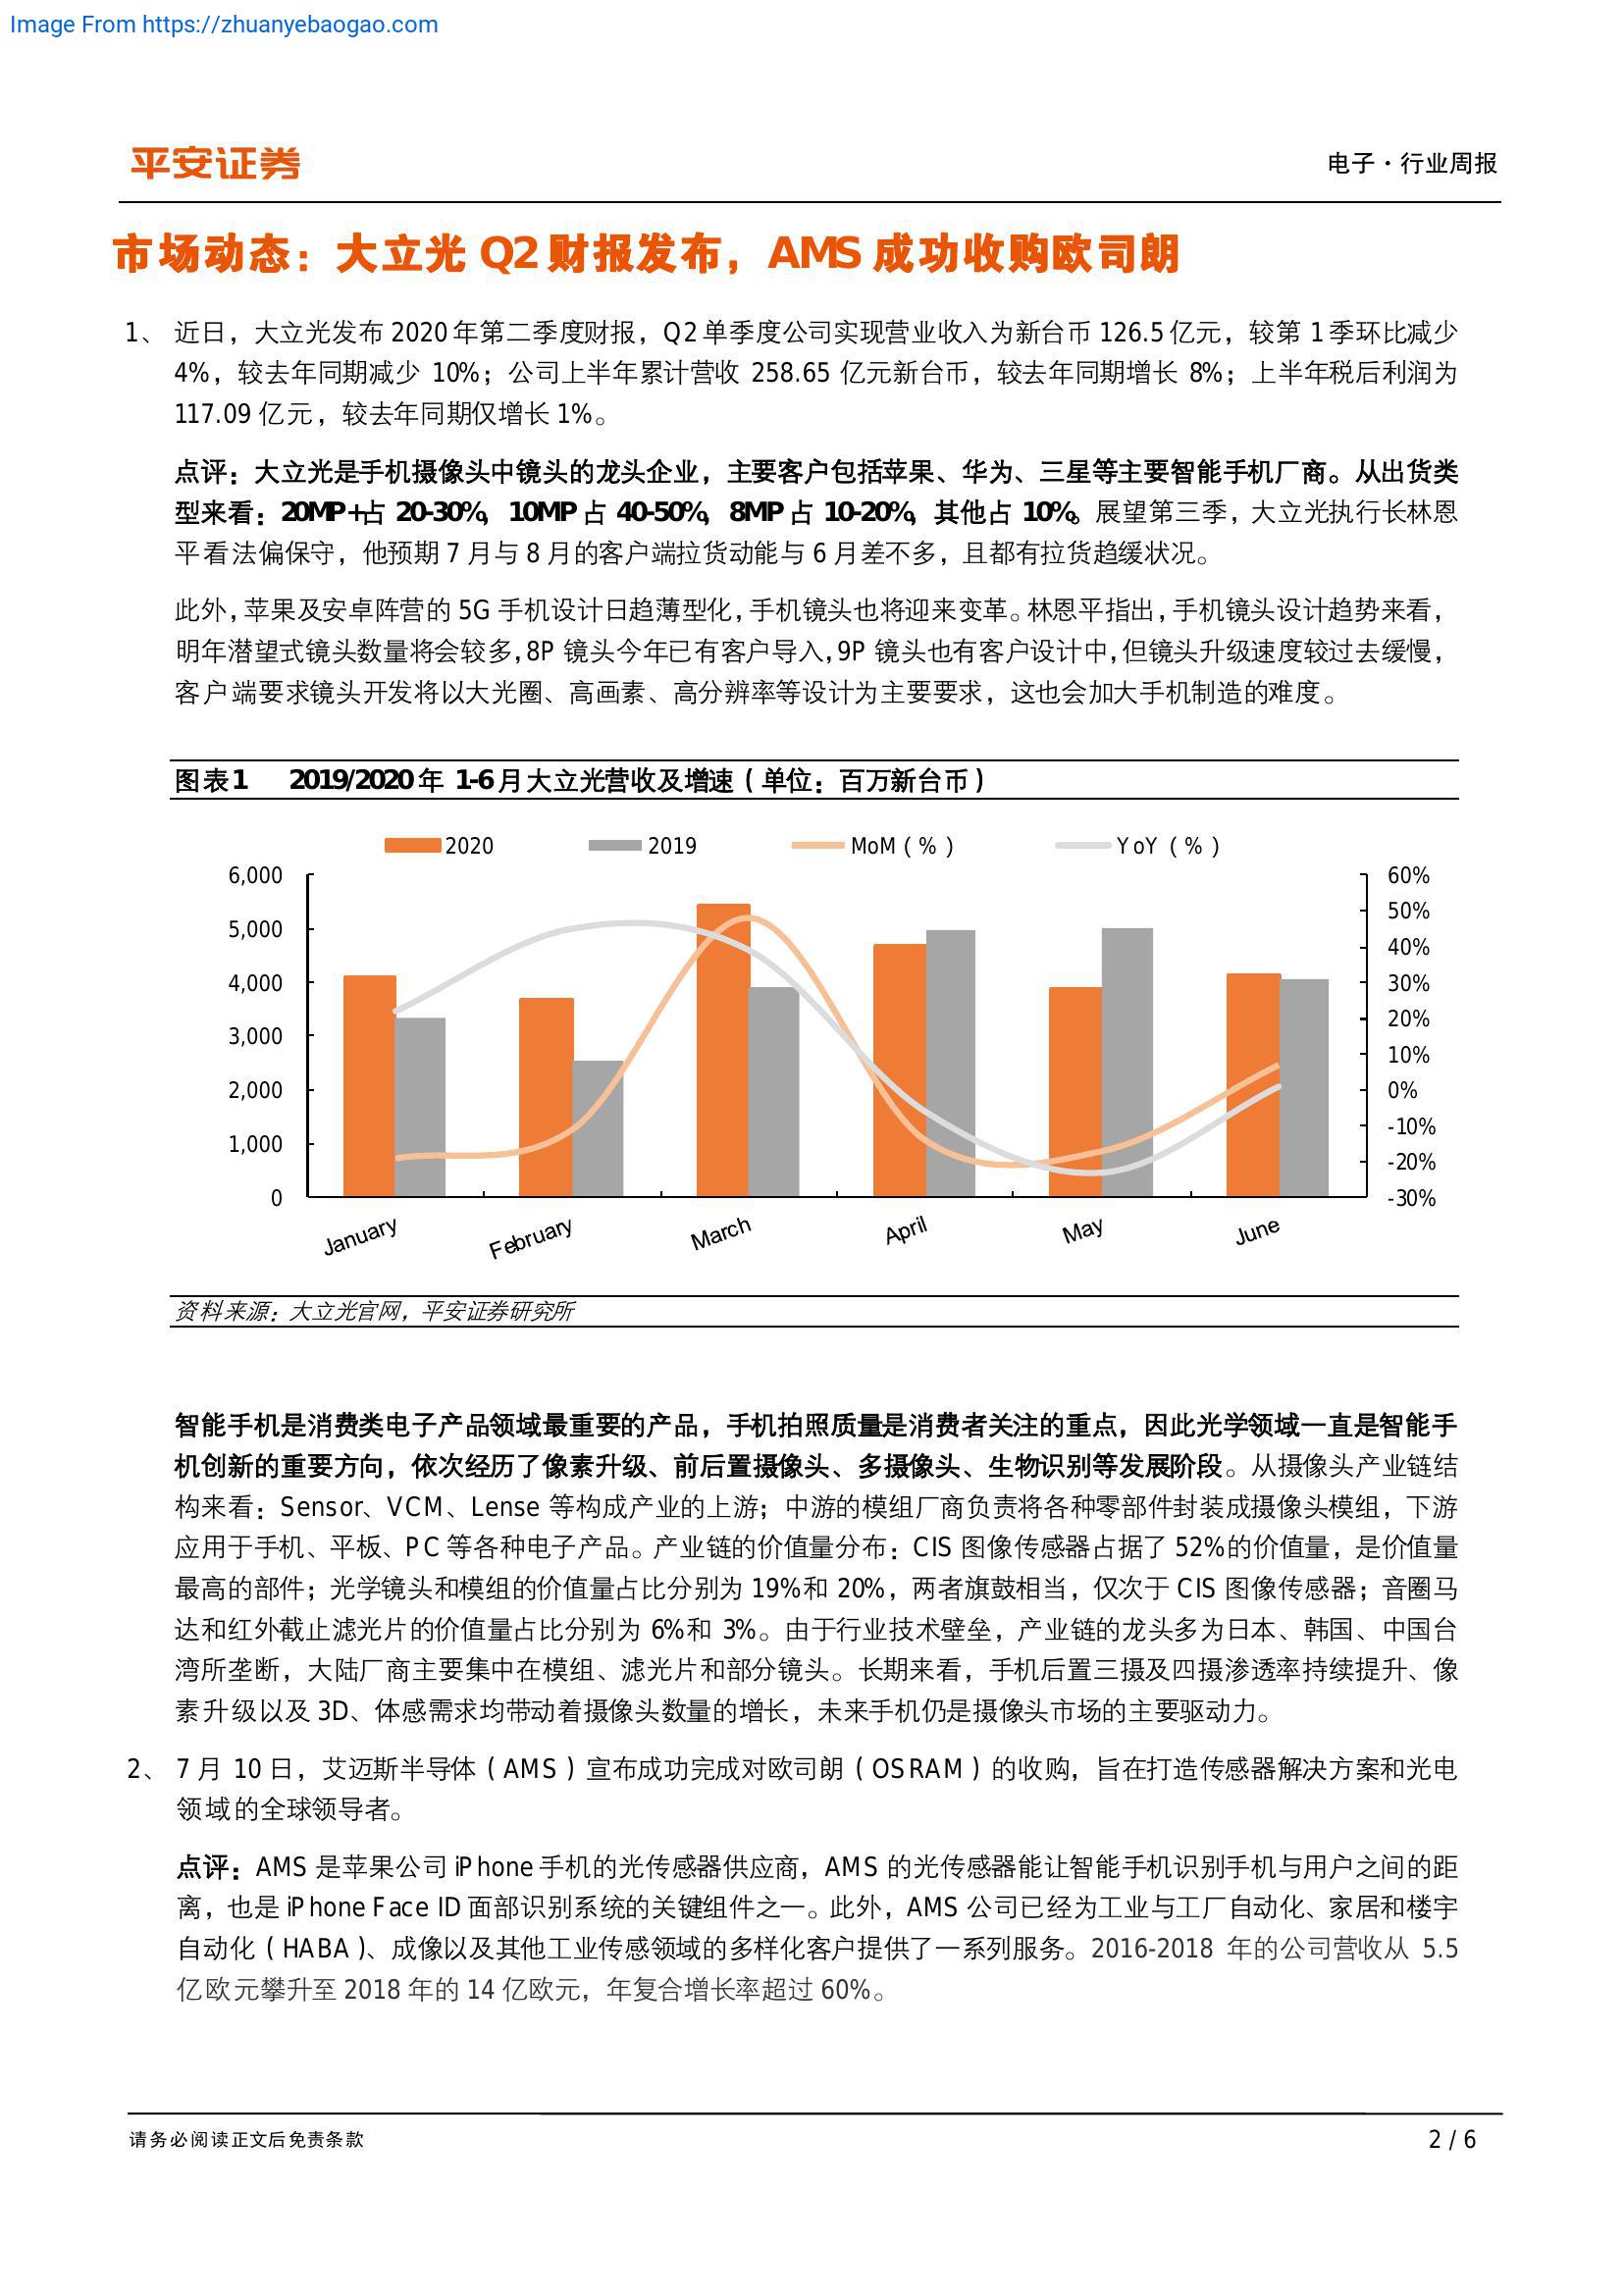 Image From https://zhuanyebaogao.com
平安证券
电子·行业周报
市场动态：大立光 Q2 财报发布，AMS 成功收购欧司朗
1、 近日，大立光发布 2020 年第二季度财报，Q2 单季度公司实现营业收入为新台币 126.5 亿元，较第 1 季环比减少
4%，较去年同期减少 10%；公司上半年累计营收 258.65 亿元新台币，较去年同期增长 8%；上半年税后利润为
117.09 亿元，较去年同期仅增长 1%。
点评：大立光是手机摄像头中镜头的龙头企业，主要客户包括苹果、华为、三星等主要智能手机厂商。从出货类
型来看：20MP+占 20-30%，10MP 占 40-50%，8MP 占 10-20%，其他占 10%。展望第三季，大立光执行长林恩
平看法偏保守，他预期 7 月与 8 月的客户端拉货动能与 6 月差不多，且都有拉货趋缓状况。
此外，苹果及安卓阵营的 5G 手机设计日趋薄型化，手机镜头也将迎来变革。林恩平指出，手机镜头设计趋势来看，
明年潜望式镜头数量将会较多，8P 镜头今年已有客户导入，9P 镜头也有客户设计中，但镜头升级速度较过去缓慢，
客户端要求镜头开发将以大光圈、高画素、高分辨率等设计为主要要求，这也会加大手机制造的难度。
图表1 2019/2020 年 1-6 月大立光营收及增速（单位：百万新台币）
2020 2019 MoM（%） YoY（%）
6,000 60%
50%
5,000
40%
4,000 30%
3,000 20%
10%
2,000 0%
1,000 -10%
-20%
0 -30%
January February March April May June
资料来源：大立光官网，平安证券研究所
智能手机是消费类电子产品领域最重要的产品，手机拍照质量是消费者关注的重点，因此光学领域一直是智能手
机创新的重要方向，依次经历了像素升级、前后置摄像头、多摄像头、生物识别等发展阶段。从摄像头产业链结
构来看：Sensor、VCM、Lense 等构成产业的上游；中游的模组厂商负责将各种零部件封装成摄像头模组，下游
应用于手机、平板、PC 等各种电子产品。产业链的价值量分布：CIS 图像传感器占据了 52%的价值量，是价值量
最高的部件；光学镜头和模组的价值量占比分别为 19%和 20%，两者旗鼓相当，仅次于 CIS 图像传感器；音圈马
达和红外截止滤光片的价值量占比分别为 6%和 3%。由于行业技术壁垒，产业链的龙头多为日本、韩国、中国台
湾所垄断，大陆厂商主要集中在模组、滤光片和部分镜头。长期来看，手机后置三摄及四摄渗透率持续提升、像
素升级以及 3D、体感需求均带动着摄像头数量的增长，未来手机仍是摄像头市场的主要驱动力。
2、 7 月 10 日，艾迈斯半导体（AMS）宣布成功完成对欧司朗（OSRAM）的收购，旨在打造传感器解决方案和光电
领域的全球领导者。
点评：AMS 是苹果公司 iPhone 手机的光传感器供应商，AMS 的光传感器能让智能手机识别手机与用户之间的距
离，也是 iPhone Face ID 面部识别系统的关键组件之一。此外，AMS 公司已经为工业与工厂自动化、家居和楼宇
自动化（HABA）、成像以及其他工业传感领域的多样化客户提供了一系列服务。2016-2018 年的公司营收从 5.5
亿欧元攀升至 2018 年的 14 亿欧元，年复合增长率超过 60%。
请务必阅读正文后免责条款
2 / 6